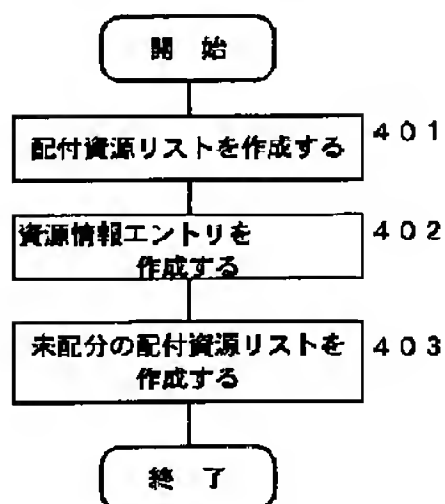 開 始
配付資源リストを作成する
401
資源情報エントリを
作成する
402
未配分の配付資源リストを
作成する
403
終 了